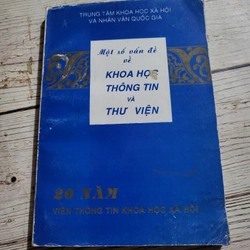 TRUNG TÂM KHOA HỌC XÃ HỘI
VÀ NHÂN VĂN QUỐC GIA
Một số vấn đề
về
KHOA HỌC
THÔNG TIN
VÀ
THƯ VIỆN
20 NĂM
VIỆN THÔNG TIN KHOA HỌC XÃ HỘI